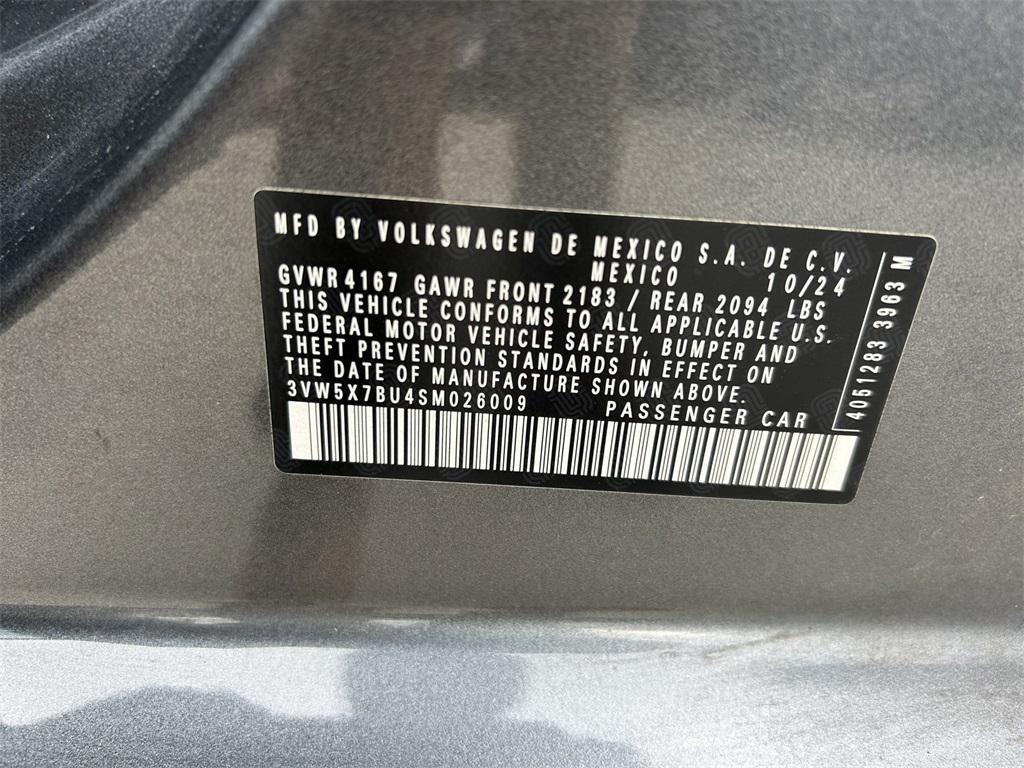 MFD BY VOLKSWAGEN DE MEXICO S.A. DE C.V.
MEXICO 10/24
GVWR 4167 GAWR FRONT 2183 / REAR 2094 LBS
THIS VEHICLE CONFORMS TO ALL APPLICABLE U.S.
FEDERAL MOTOR VEHICLE SAFETY, BUMPER AND
THEFT PREVENTION STANDARDS IN EFFECT ON
THE DATE OF MANUFACTURE SHOWN ABOVE.
3VW5X7BU4SM026009 PASSENGER CAR
4061283 3963 M